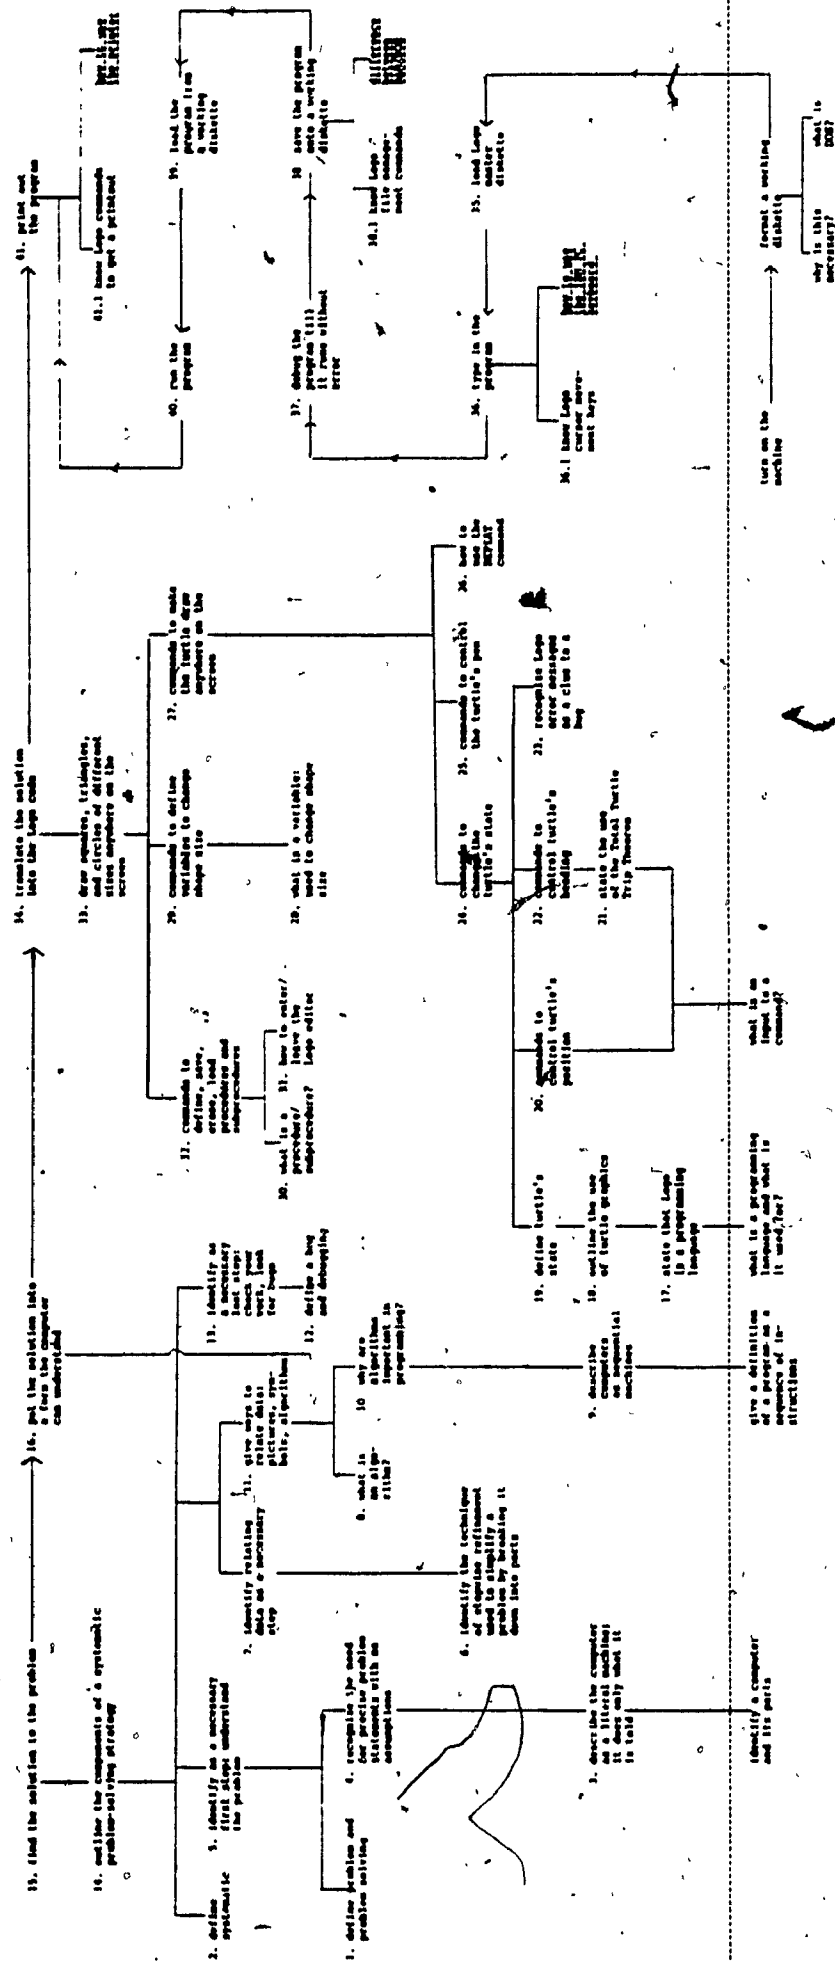 15. find the solution to the problem
16. put the solution into
a form the computer
can understand
34. translate the solution
into the Logo code
41. print out
the program
14. outline the components of a systematic
problem-solving strategy
33. draw squares, triangles,
and circles of different
sizes anywhere on the
screen
41.1 know Logo commands
to get a printout
2. define
systematic
5. identify as a necessary
first step: understand
the problem
7. identify relating
data as a necessary
step
11. give ways to
relate data:
pictures, sym-
bols, algorithms
13. identify as
a necessary
last step:
check your
work, look
for bugs
12. define a bug
and debugging
32. commands to
define, save,
erase, load
procedures and
subprocedures
29. commands to define
variables to change
shape size
27. commands to make
the turtle draw
anywhere on the
screen
40. run the
program
39. load the
program from
a working
diskette
30. what is a
procedure/
subprocedure?
31. how to enter/
leave the
Logo editor
28. what is a variable:
used to change shape
size
37. debug the
program till
it runs without
error
38 save the program
onto a working
diskette
38.1 know Logo
file manage-
ment commands
1. define problem and
problem solving
4. recognize the need
for precise problem
statements with no
assumptions
8. what is
an algo-
rithm?
10 why are
algorithms
important in
programming?
6. identify the technique
of stepwise refinement
used to simplify a
problem by breaking it
down into parts
24. commands to
change the
turtle's state
25. commands to control
the turtle's pen
26. how to
use the
REPEAT
command
36. type in the
program
35. load Logo
master
diskette
36.1 know Logo
cursor move-
ment keys
19. define turtle's
state
20. commands to
control turtle's
position
22. commands to
control turtle's
heading
23. recognize Logo
error messages
as a clue to a
bug
3. describe the computer
as a literal machine;
it does only what it
is told
9. describe
computers
as sequential
machines
18. outline the use
of turtle graphics
21. state the use
of the Total Turtle
Trip Theorem
17. state that Logo
is a programming
language
identify a computer
and its parts
give a definition
of a program as a
sequence of in-
structions
what is a programming
language and what is
it used for?
what is an
input to a
command?
turn on the
machine
format a working
diskette
why is this
necessary?
what is
DOS?